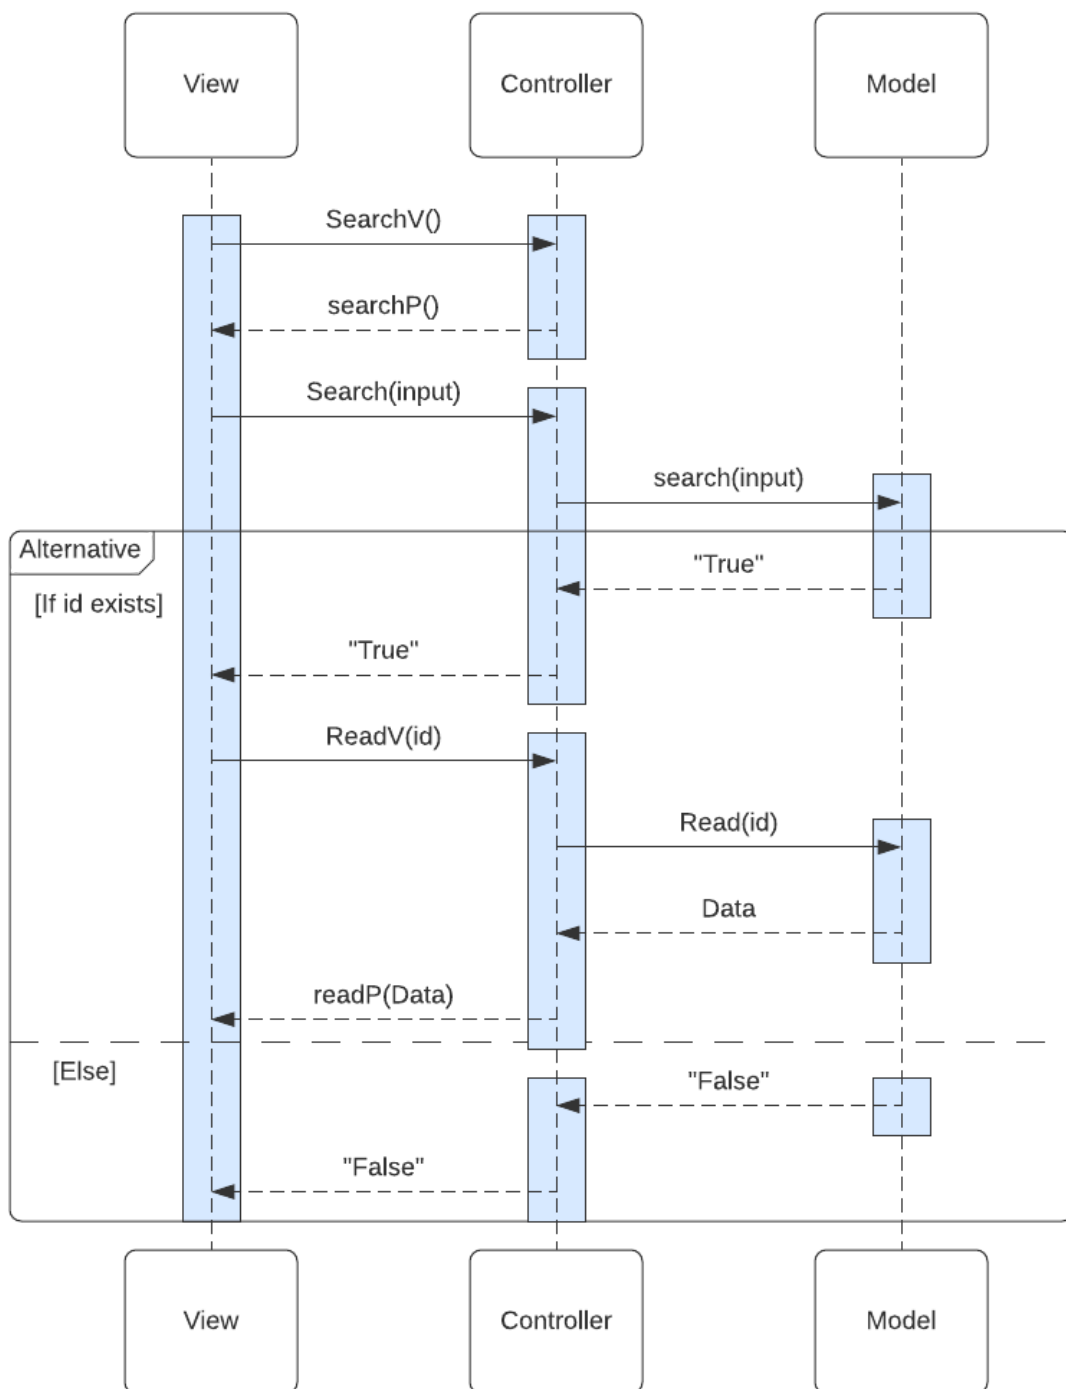 View
Controller
Model
SearchV()
searchP()
Search(input)
search(input)
Alternative
"True"
[If id exists]
"True"
ReadV(id)
Read(id)
Data
readP(Data)
[Else]
"False"
"False"
View
Controller
Model